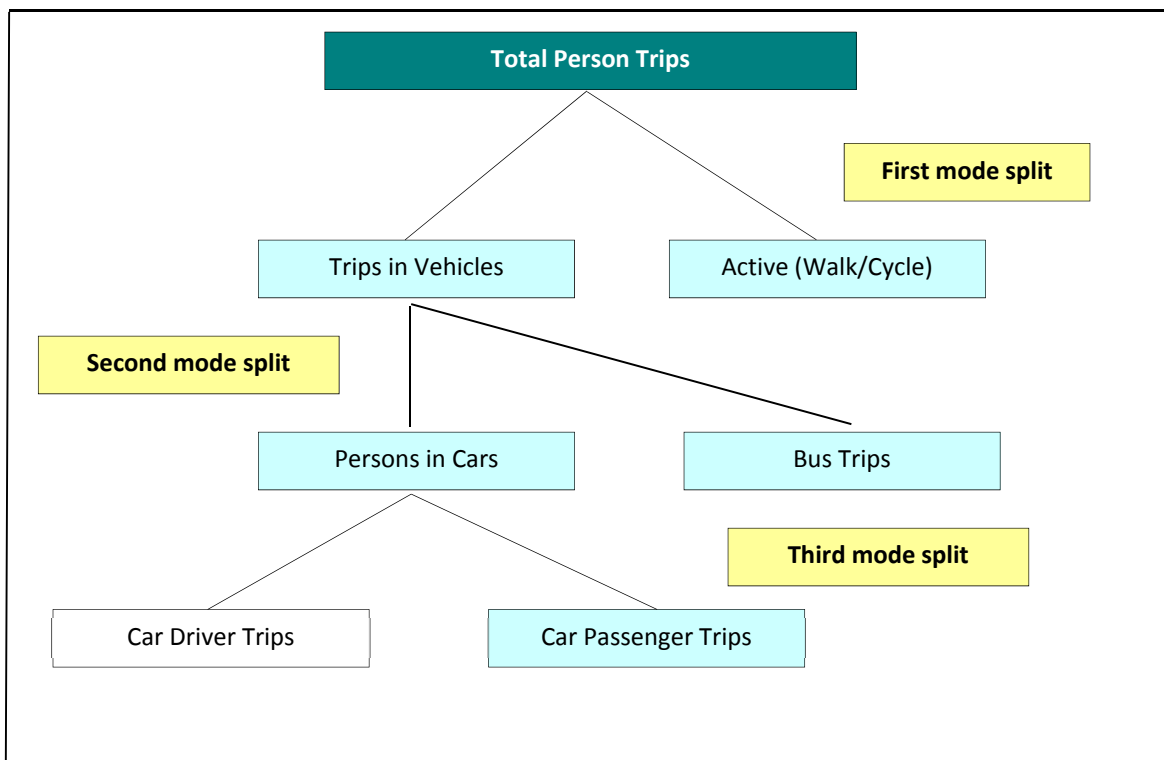 Total Person Trips
First mode split
Trips in Vehicles
Active (Walk/Cycle)
Second mode split
Persons in Cars
Bus Trips
Third mode split
Car Driver Trips
Car Passenger Trips